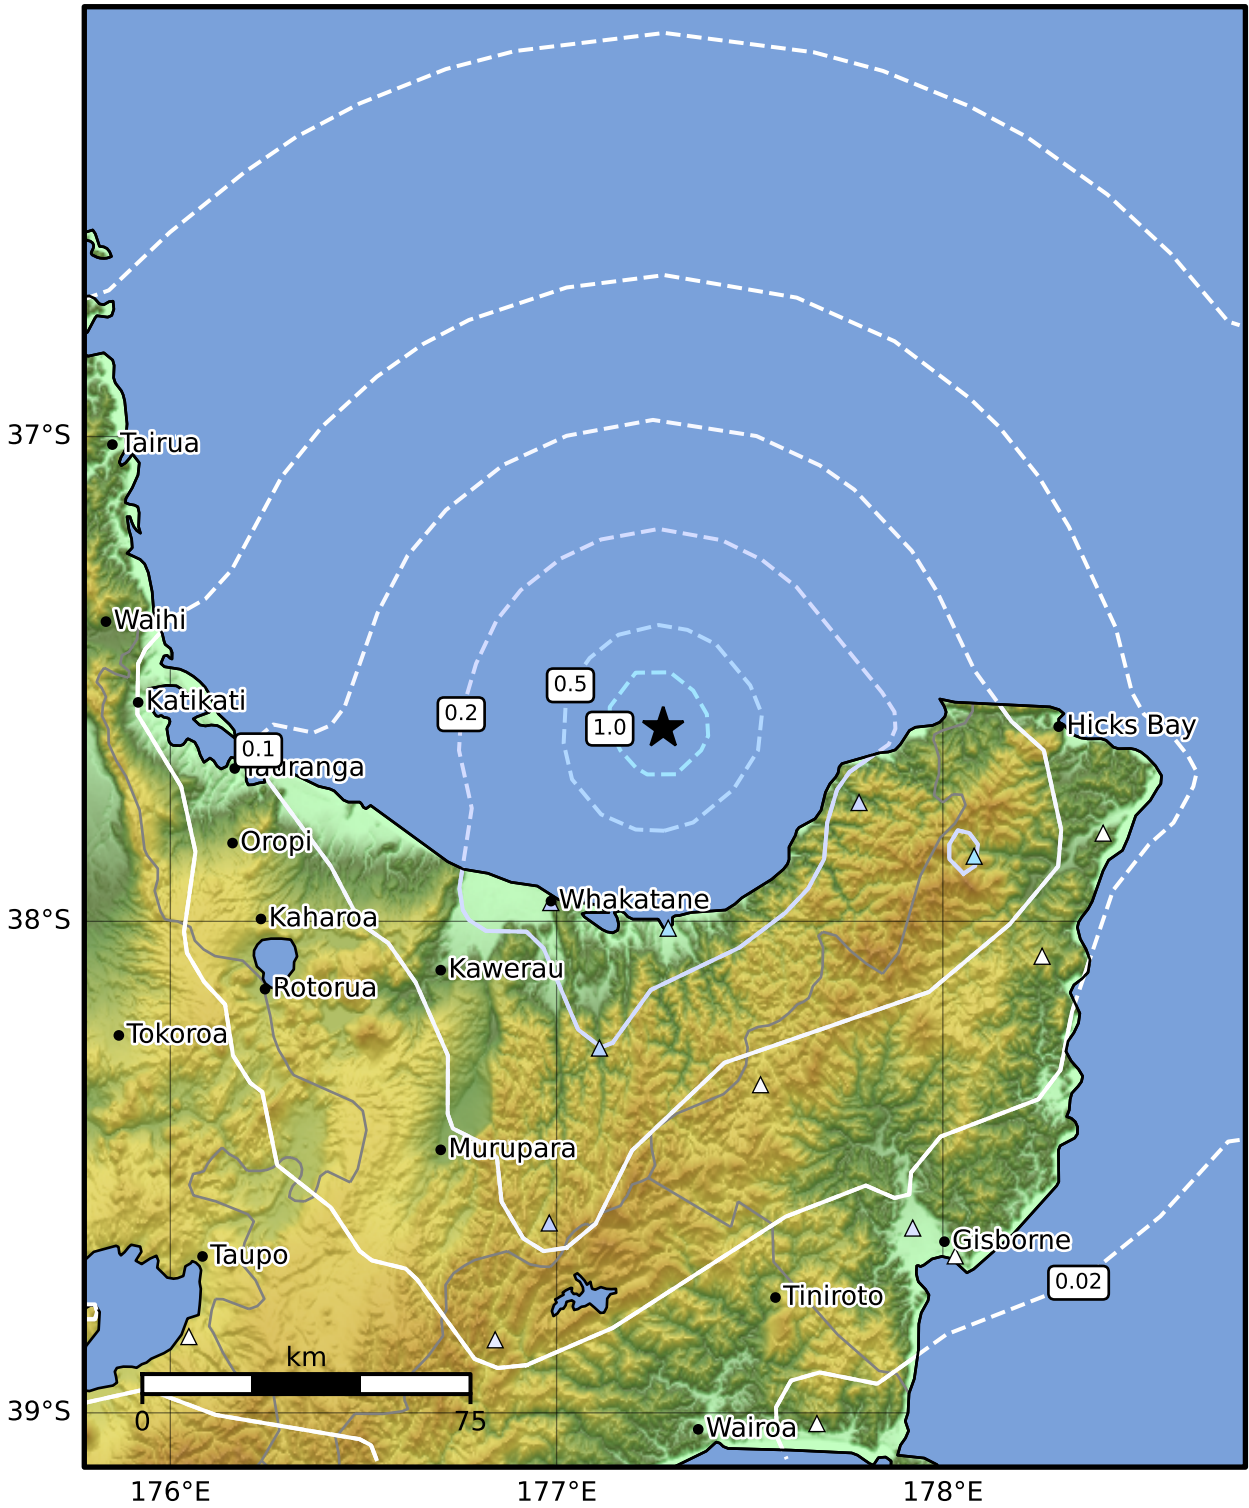 37°S
Tairua
Waihi
0.5
Katikati
0.2
1.0
Hicks Bay
0.1
Tauranga
Oropi
Whakatane
Kaharoa
38°S
Kawerau
Rotorua
Tokoroa
Murupara
Gisborne
Taupo
0.02
Tiniroto
km
0
75
39°S
Wairoa
176°E
177°E
178°E